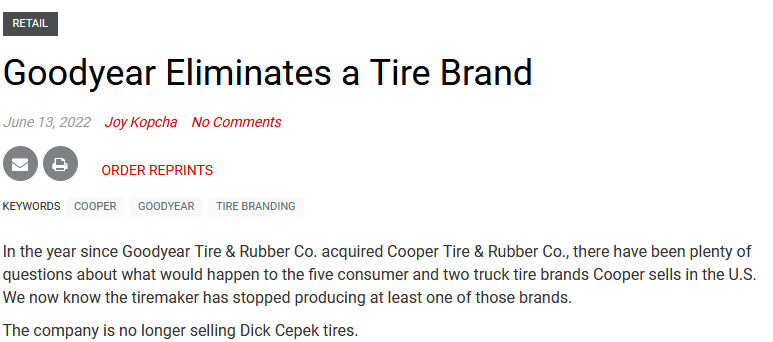 RETAIL
Goodyear Eliminates a Tire Brand
June 13, 2022 Joy Kopcha No Comments
ORDER REPRINTS
KEYWORDS COOPER GOODYEAR TIRE BRANDING
In the year since Goodyear Tire & Rubber Co. acquired Cooper Tire & Rubber Co., there have been plenty of
questions about what would happen to the five consumer and two truck tire brands Cooper sells in the U.S.
We now know the tiremaker has stopped producing at least one of those brands.
The company is no longer selling Dick Cepek tires.